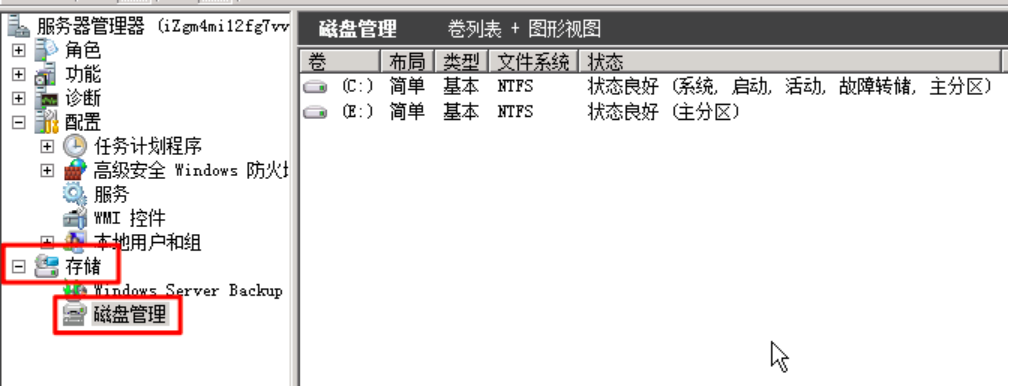 服务器管理器 (iZgm4mi12fg7vv
角色
功能
诊断
配置
任务计划程序
高级安全 Windows 防火
服务
WMI 控件
本地用户和组
存储
Windows Server Backup
磁盘管理
磁盘管理 卷列表 + 图形视图
卷 布局 类型 文件系统 状态
(C:) 简单 基本 NTFS 状态良好 (系统, 启动, 活动, 故障转储, 主分区)
(E:) 简单 基本 NTFS 状态良好 (主分区)